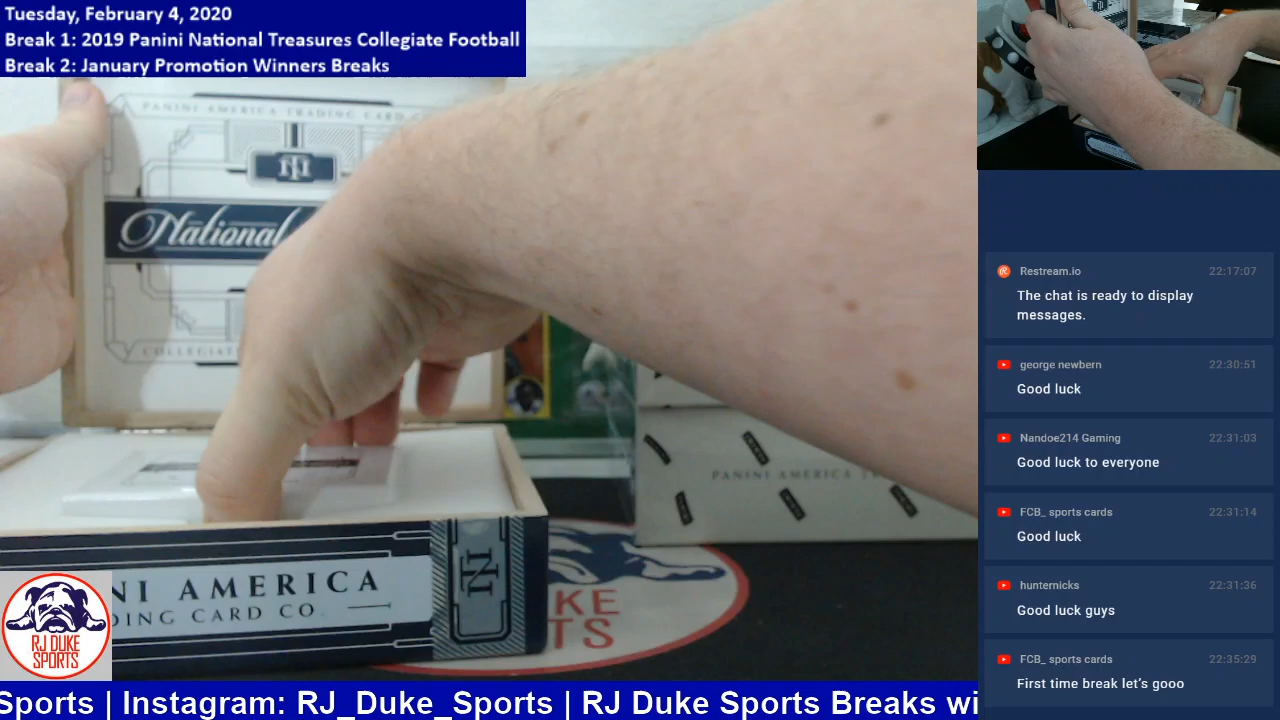 Tuesday, February 4, 2020
Break 1: 2019 Panini National Treasures Collegiate Football
Break 2: January Promotion Winners Breaks
PANINI AMERICA TRADING CARD
National
PANINI AMERICA
NI AMERICA
DING CARD CO.
KE
TS
RJ DUKE
SPORTS
Sports | Instagram: RJ_Duke_Sports | RJ Duke Sports Breaks wi
Restream.io 22:17:07
The chat is ready to display
messages.
george newbern 22:30:51
Good luck
Nandoe214 Gaming 22:31:03
Good luck to everyone
FCB_ sports cards 22:31:14
Good luck
hunternicks 22:31:36
Good luck guys
FCB_ sports cards 22:35:29
First time break let's gooo